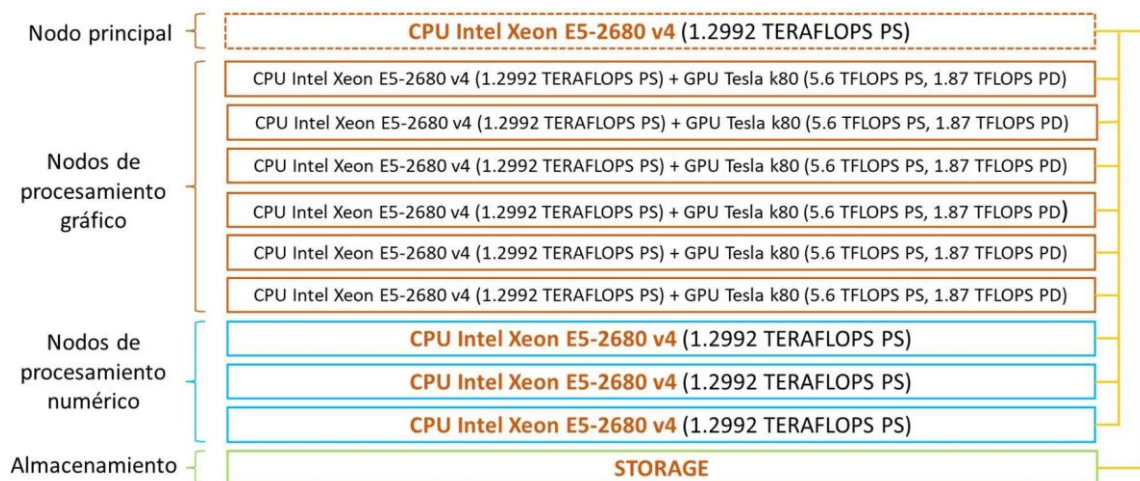 Nodo principal
CPU Intel Xeon E5-2680 v4 (1.2992 TERAFLOPS PS)
Nodos de
procesamiento
gráfico
CPU Intel Xeon E5-2680 v4 (1.2992 TERAFLOPS PS) + GPU Tesla k80 (5.6 TFLOPS PS, 1.87 TFLOPS PD)
CPU Intel Xeon E5-2680 v4 (1.2992 TERAFLOPS PS) + GPU Tesla k80 (5.6 TFLOPS PS, 1.87 TFLOPS PD)
CPU Intel Xeon E5-2680 v4 (1.2992 TERAFLOPS PS) + GPU Tesla k80 (5.6 TFLOPS PS, 1.87 TFLOPS PD)
CPU Intel Xeon E5-2680 v4 (1.2992 TERAFLOPS PS) + GPU Tesla k80 (5.6 TFLOPS PS, 1.87 TFLOPS PD)
CPU Intel Xeon E5-2680 v4 (1.2992 TERAFLOPS PS) + GPU Tesla k80 (5.6 TFLOPS PS, 1.87 TFLOPS PD)
CPU Intel Xeon E5-2680 v4 (1.2992 TERAFLOPS PS) + GPU Tesla k80 (5.6 TFLOPS PS, 1.87 TFLOPS PD)
Nodos de
procesamiento
numérico
CPU Intel Xeon E5-2680 v4 (1.2992 TERAFLOPS PS)
CPU Intel Xeon E5-2680 v4 (1.2992 TERAFLOPS PS)
CPU Intel Xeon E5-2680 v4 (1.2992 TERAFLOPS PS)
Almacenamiento
STORAGE